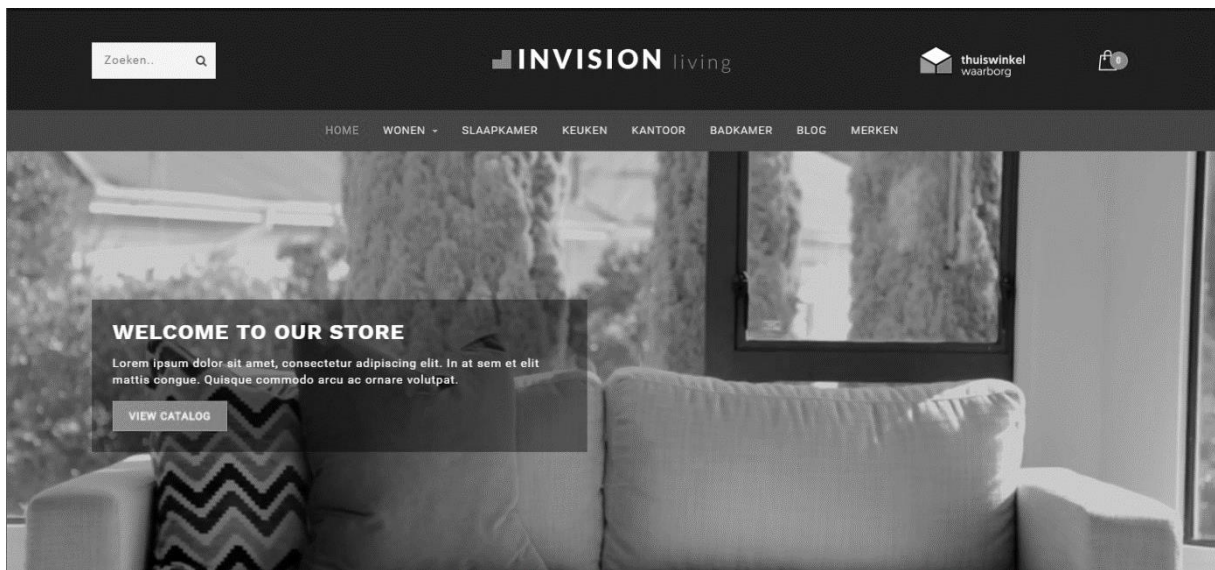 Zoeken..
INVISION living
thuiswinkel
waarborg
0
HOME WONEN SLAAPKAMER KEUKEN KANTOOR BADKAMER BLOG MERKEN
WELCOME TO OUR STORE
Lorem ipsum dolor sit amet, consectetur adipiscing elit. In at sem et elit
mattis congue. Quisque commodo arcu ac ornare volutpat.
VIEW CATALOG